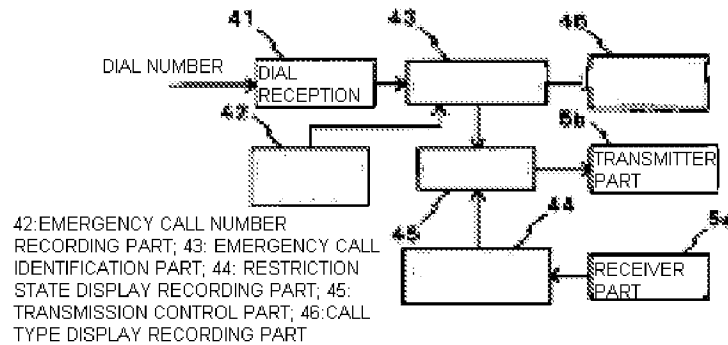 41
43
46
DIAL NUMBER
DIAL
RECEPTION
42
5b
TRANSMITTER
PART
45
44
5a
RECEIVER
PART
42:EMERGENCY CALL NUMBER
RECORDING PART; 43: EMERGENCY CALL
IDENTIFICATION PART; 44: RESTRICTION
STATE DISPLAY RECORDING PART; 45:
TRANSMISSION CONTROL PART; 46:CALL
TYPE DISPLAY RECORDING PART